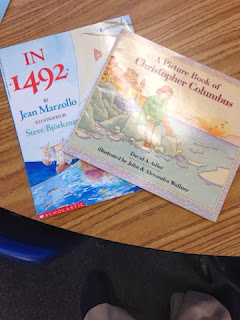 IN
1492
BY
Jean Marzollo
ILLUSTRATED BY
Steve Björkman
SCHOLASTIC
A Picture Book of
Christopher Columbus
David A. Adler
illustrated by John & Alexandra Wallner